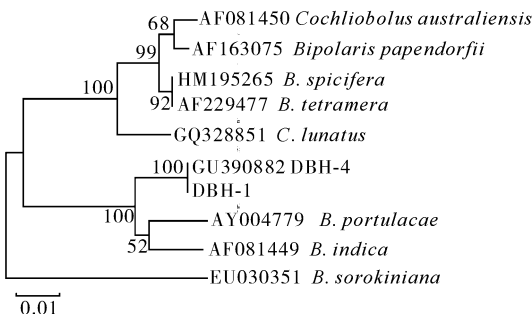 68 AF081450 Cochliobolus australiensis
99 AF163075 Bipolaris papendorfii
100 HM195265 B. spicifera
92 AF229477 B. tetramera
GQ328851 C. lunatus
100 GU390882 DBH-4
DBH-1
100 AY004779 B. portulacae
52 AF081449 B. indica
EU030351 B. sorokiniana
0.01